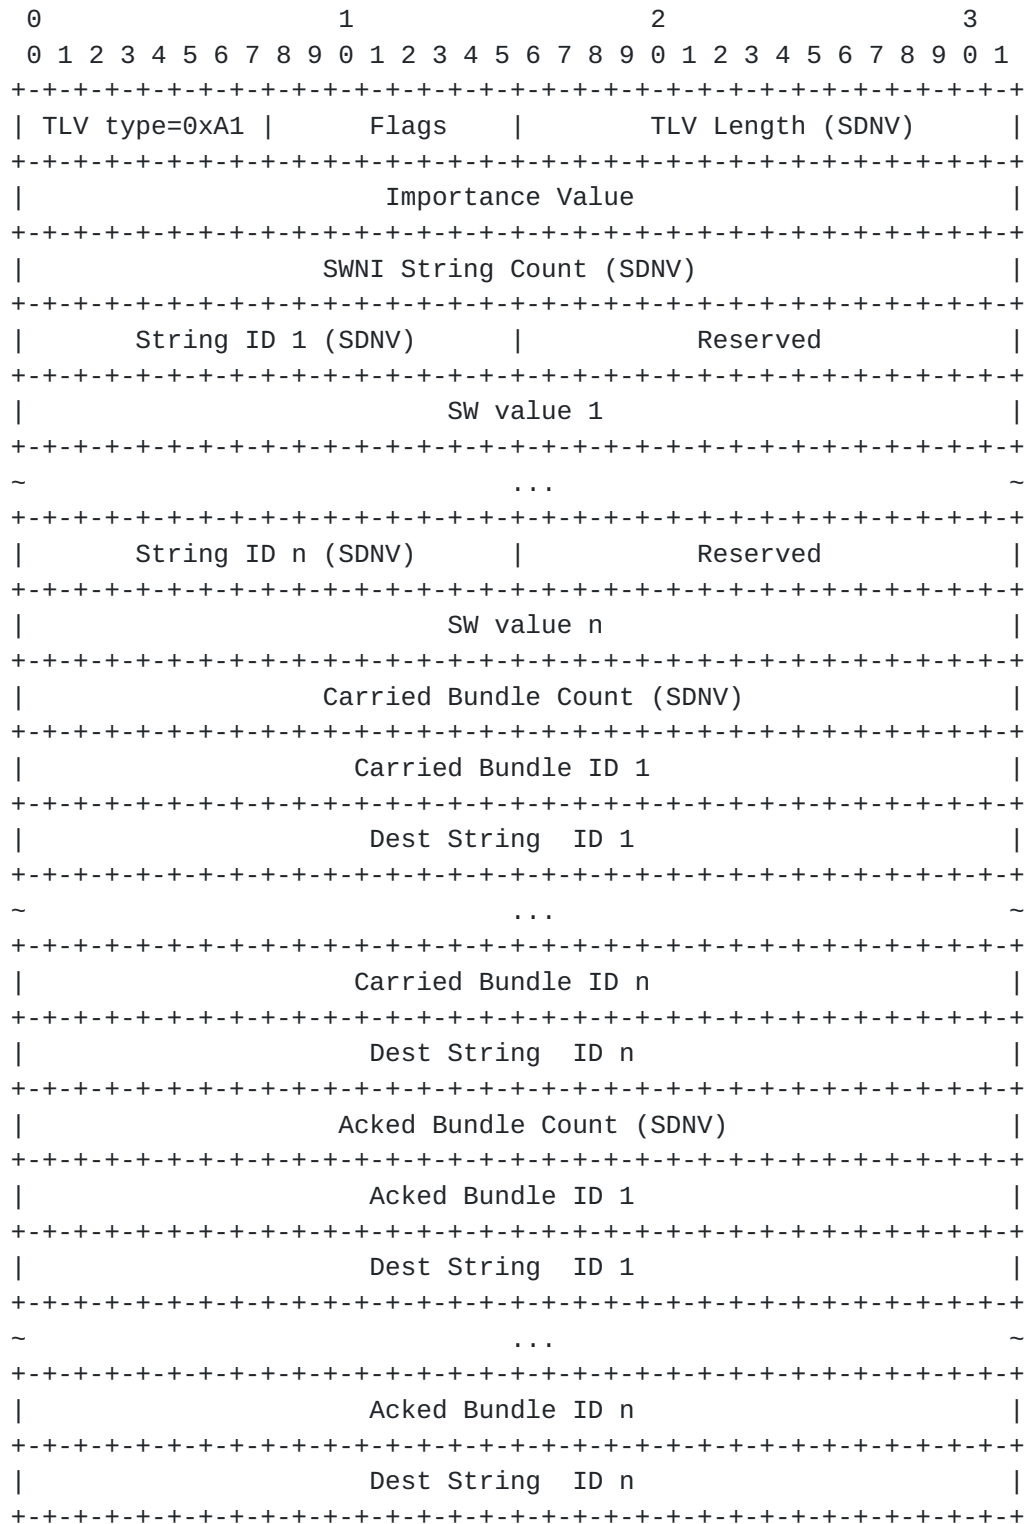 0                   1                   2                   3
 0 1 2 3 4 5 6 7 8 9 0 1 2 3 4 5 6 7 8 9 0 1 2 3 4 5 6 7 8 9 0 1
+-+-+-+-+-+-+-+-+-+-+-+-+-+-+-+-+-+-+-+-+-+-+-+-+-+-+-+-+-+-+-+-+
| TLV type=0xA1 |      Flags    |        TLV Length (SDNV)      |
+-+-+-+-+-+-+-+-+-+-+-+-+-+-+-+-+-+-+-+-+-+-+-+-+-+-+-+-+-+-+-+-+
|                       Importance Value                        |
+-+-+-+-+-+-+-+-+-+-+-+-+-+-+-+-+-+-+-+-+-+-+-+-+-+-+-+-+-+-+-+-+
|                   SWNI String Count (SDNV)                    |
+-+-+-+-+-+-+-+-+-+-+-+-+-+-+-+-+-+-+-+-+-+-+-+-+-+-+-+-+-+-+-+-+
|       String ID 1 (SDNV)      |           Reserved            |
+-+-+-+-+-+-+-+-+-+-+-+-+-+-+-+-+-+-+-+-+-+-+-+-+-+-+-+-+-+-+-+-+
|                           SW value 1                          |
+-+-+-+-+-+-+-+-+-+-+-+-+-+-+-+-+-+-+-+-+-+-+-+-+-+-+-+-+-+-+-+-+
~                               ...                             ~
+-+-+-+-+-+-+-+-+-+-+-+-+-+-+-+-+-+-+-+-+-+-+-+-+-+-+-+-+-+-+-+-+
|       String ID n (SDNV)      |           Reserved            |
+-+-+-+-+-+-+-+-+-+-+-+-+-+-+-+-+-+-+-+-+-+-+-+-+-+-+-+-+-+-+-+-+
|                           SW value n                          |
+-+-+-+-+-+-+-+-+-+-+-+-+-+-+-+-+-+-+-+-+-+-+-+-+-+-+-+-+-+-+-+-+
|                   Carried Bundle Count (SDNV)                 |
+-+-+-+-+-+-+-+-+-+-+-+-+-+-+-+-+-+-+-+-+-+-+-+-+-+-+-+-+-+-+-+-+
|                     Carried Bundle ID 1                       |
+-+-+-+-+-+-+-+-+-+-+-+-+-+-+-+-+-+-+-+-+-+-+-+-+-+-+-+-+-+-+-+-+
|                      Dest String  ID 1                        |
+-+-+-+-+-+-+-+-+-+-+-+-+-+-+-+-+-+-+-+-+-+-+-+-+-+-+-+-+-+-+-+-+
~                               ...                             ~
+-+-+-+-+-+-+-+-+-+-+-+-+-+-+-+-+-+-+-+-+-+-+-+-+-+-+-+-+-+-+-+-+
|                     Carried Bundle ID n                       |
+-+-+-+-+-+-+-+-+-+-+-+-+-+-+-+-+-+-+-+-+-+-+-+-+-+-+-+-+-+-+-+-+
|                      Dest String  ID n                        |
+-+-+-+-+-+-+-+-+-+-+-+-+-+-+-+-+-+-+-+-+-+-+-+-+-+-+-+-+-+-+-+-+
|                    Acked Bundle Count (SDNV)                  |
+-+-+-+-+-+-+-+-+-+-+-+-+-+-+-+-+-+-+-+-+-+-+-+-+-+-+-+-+-+-+-+-+
|                      Acked Bundle ID 1                        |
+-+-+-+-+-+-+-+-+-+-+-+-+-+-+-+-+-+-+-+-+-+-+-+-+-+-+-+-+-+-+-+-+
|                      Dest String  ID 1                        |
+-+-+-+-+-+-+-+-+-+-+-+-+-+-+-+-+-+-+-+-+-+-+-+-+-+-+-+-+-+-+-+-+
~                               ...                             ~
+-+-+-+-+-+-+-+-+-+-+-+-+-+-+-+-+-+-+-+-+-+-+-+-+-+-+-+-+-+-+-+-+
|                      Acked Bundle ID n                        |
+-+-+-+-+-+-+-+-+-+-+-+-+-+-+-+-+-+-+-+-+-+-+-+-+-+-+-+-+-+-+-+-+
|                      Dest String  ID n                        |
+-+-+-+-+-+-+-+-+-+-+-+-+-+-+-+-+-+-+-+-+-+-+-+-+-+-+-+-+-+-+-+-+